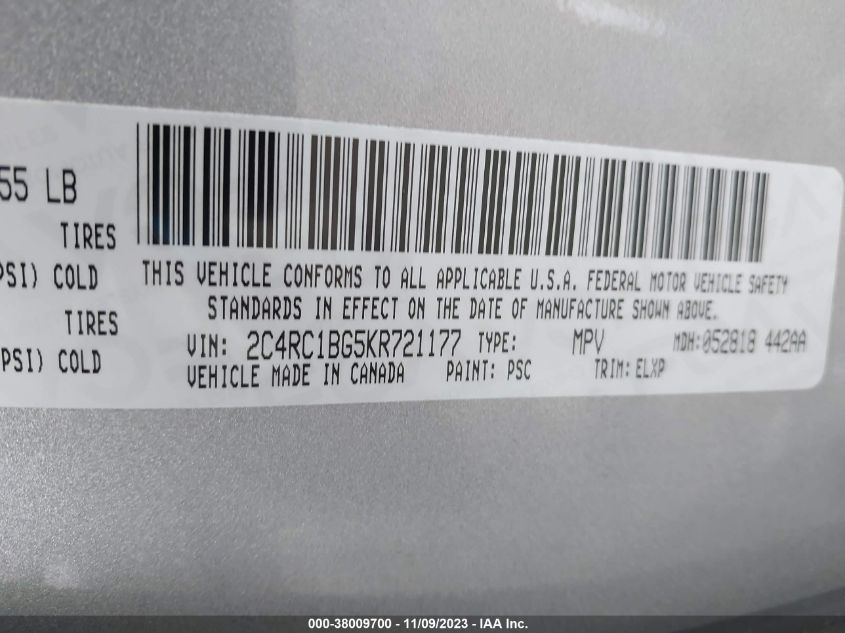 55 LB
TIRES
PSI) COLD
TIRES
PSI) COLD
THIS VEHICLE CONFORMS TO ALL APPLICABLE U.S.A. FEDERAL MOTOR VEHICLE SAFETY
STANDARDS IN EFFECT ON THE DATE OF MANUFACTURE SHOWN ABOVE.
VIN: 2C4RC1BG5KR721177 TYPE: MPV MDH:052818 442AA
VEHICLE MADE IN CANADA PAINT: PSC TRIM: ELXP
000-38009700 - 11/09/2023 - IAA Inc.